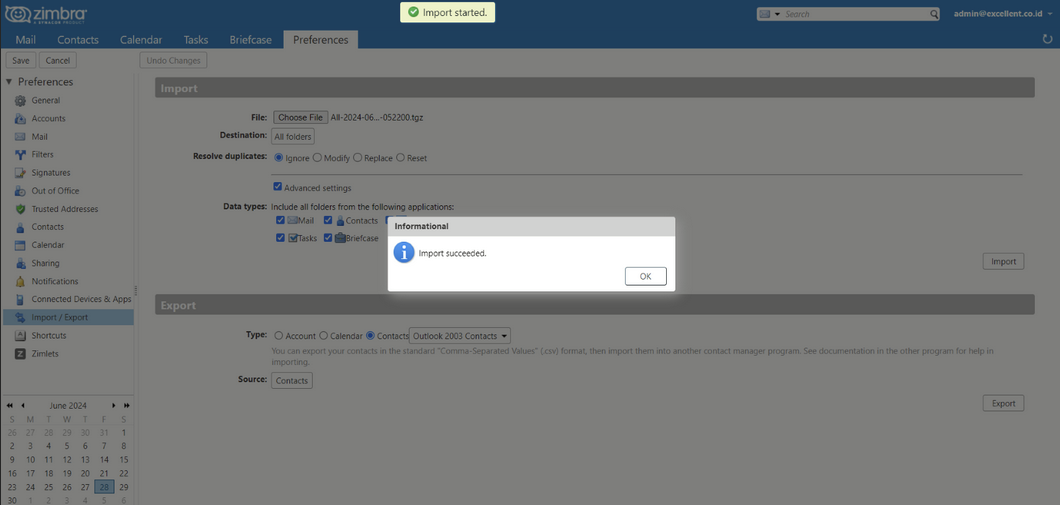 zimbra
A SYNACOR PRODUCT
Import started.
Search
admin@excellent.co.id
Mail Contacts Calendar Tasks Briefcase Preferences
Save Cancel Undo Changes
Preferences
General
Accounts
Mail
Filters
Signatures
Out of Office
Trusted Addresses
Contacts
Calendar
Sharing
Notifications
Connected Devices & Apps
Import / Export
Shortcuts
Zimlets
June 2024
S M T W T F S
26 27 28 29 30 31 1
2 3 4 5 6 7 8
9 10 11 12 13 14 15
16 17 18 19 20 21 22
23 24 25 26 27 28 29
30 1 2 3 4 5 6
Import
File: Choose File All-2024-06...-052200.tgz
Destination: All folders
Resolve duplicates: Ignore Modify Replace Reset
Advanced settings
Data types: Include all folders from the following applications:
Mail Contacts
Tasks Briefcase
Informational
Import succeeded.
OK
Import
Export
Type: Account Calendar Contacts Outlook 2003 Contacts
You can export your contacts in the standard "Comma-Separated Values" (.csv) format, then import them into another contact manager program. See documentation in the other program for help in
importing.
Source: Contacts
Export